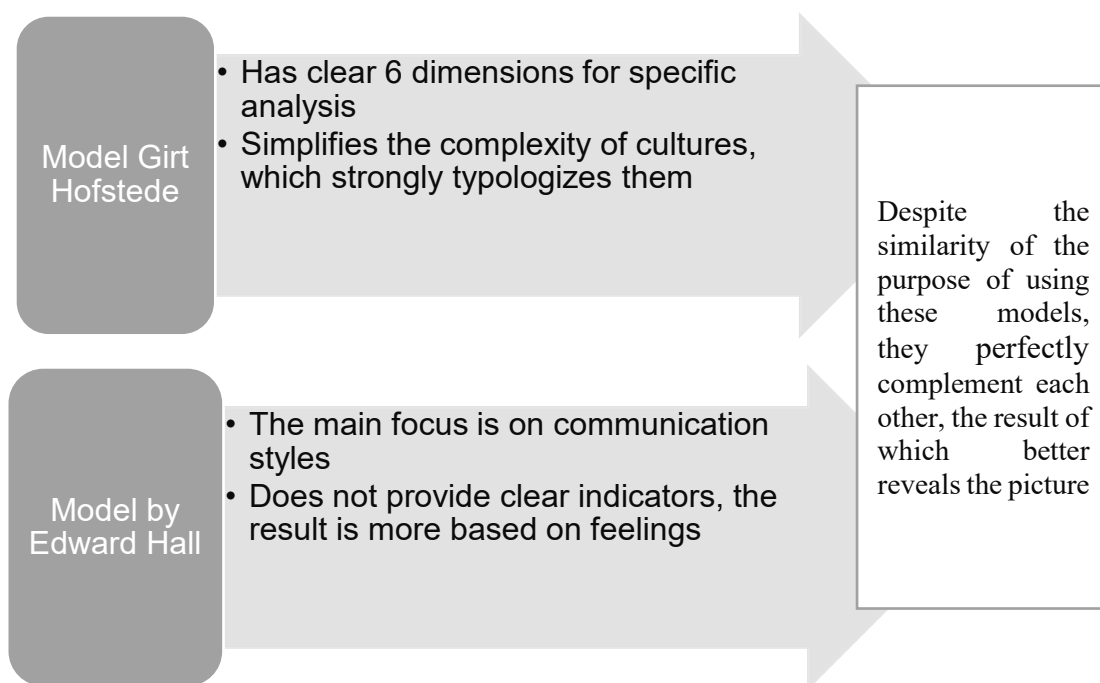 Model Girt
Hofstede
• Has clear 6 dimensions for specific
analysis
• Simplifies the complexity of cultures,
which strongly typologizes them
Model by
Edward Hall
• The main focus is on communication
styles
• Does not provide clear indicators, the
result is more based on feelings
Despite the
similarity of the
purpose of using
these models,
they perfectly
complement each
other, the result of
which better
reveals the picture